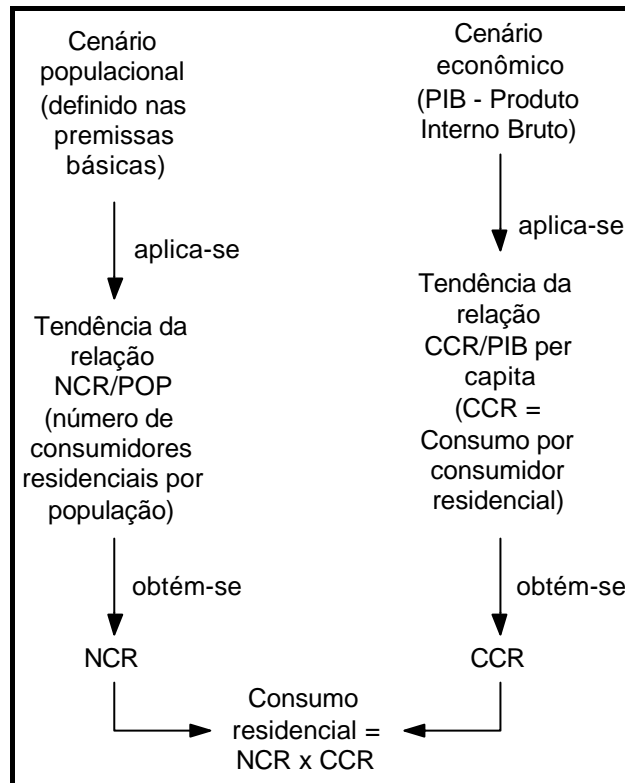 Cenário
populacional
(definido nas
premissas
básicas)
aplica-se
Tendência da
relação
NCR/POP
(número de
consumidores
residenciais por
população)
obtém-se
NCR
Cenário
econômico
(PIB - Produto
Interno Bruto)
aplica-se
Tendência da
relação
CCR/PIB per
capita
(CCR =
Consumo por
consumidor
residencial)
obtém-se
CCR
Consumo
residencial =
NCR x CCR